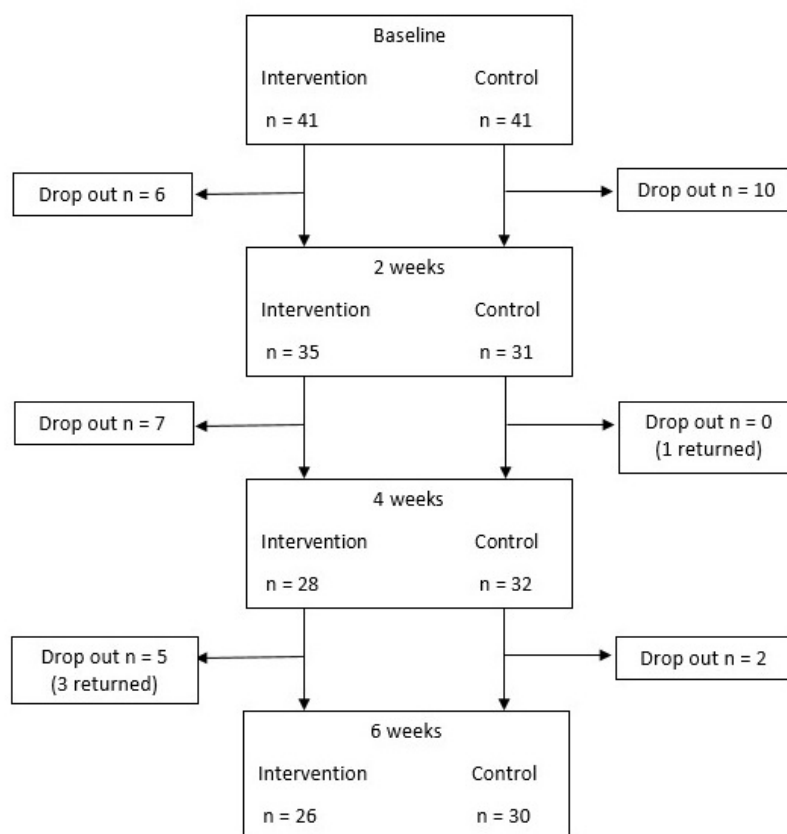 Baseline
Intervention Control
n = 41 n = 41
Drop out n = 6
Drop out n = 10
2 weeks
Intervention Control
n = 35 n = 31
Drop out n = 7
Drop out n = 0
(1 returned)
4 weeks
Intervention Control
n = 28 n = 32
Drop out n = 5
(3 returned)
Drop out n = 2
6 weeks
Intervention Control
n = 26 n = 30